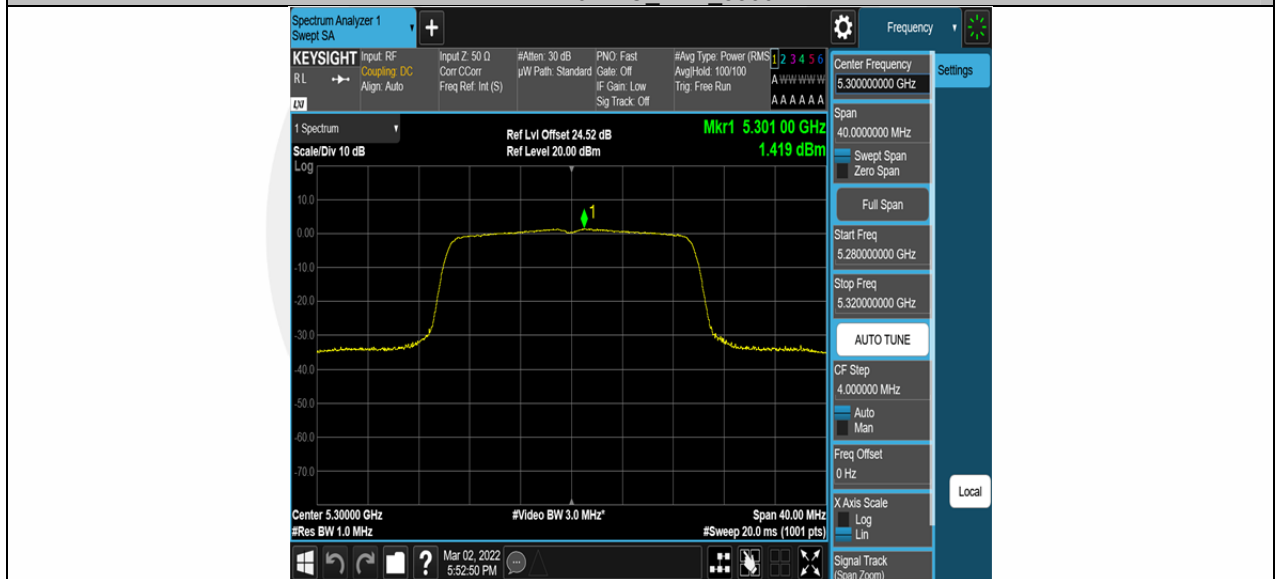 Spectrum Analyzer 1
Swept SA
Frequency
KEYSIGHT
RL
LXI
Input: RF
Coupling: DC
Align: Auto
Input Z: 50 Ω
Corr CCorr
Freq Ref: Int (S)
#Atten: 30 dB
µW Path: Standard
PNO: Fast
Gate: Off
IF Gain: Low
Sig Track: Off
#Avg Type: Power (RMS
Avg|Hold: 100/100
Trig: Free Run
1 2 3 4 5 6
A W W W W W
A A A A A A
1 Spectrum
Scale/Div 10 dB
Log
Ref Lvl Offset 24.52 dB
Ref Level 20.00 dBm
Mkr1 5.301 00 GHz
1.419 dBm
1
10.0
0.00
-10.0
-20.0
-30.0
-40.0
-50.0
-60.0
-70.0
Center 5.30000 GHz
#Res BW 1.0 MHz
#Video BW 3.0 MHz*
Span 40.00 MHz
#Sweep 20.0 ms (1001 pts)
Mar 02, 2022
5:52:50 PM
Center Frequency
5.300000000 GHz
Settings
Span
40.0000000 MHz
Swept Span
Zero Span
Full Span
Start Freq
5.280000000 GHz
Stop Freq
5.320000000 GHz
AUTO TUNE
CF Step
4.000000 MHz
Auto
Man
Freq Offset
0 Hz
X Axis Scale
Log
Lin
Local
Signal Track
(Span Zoom)